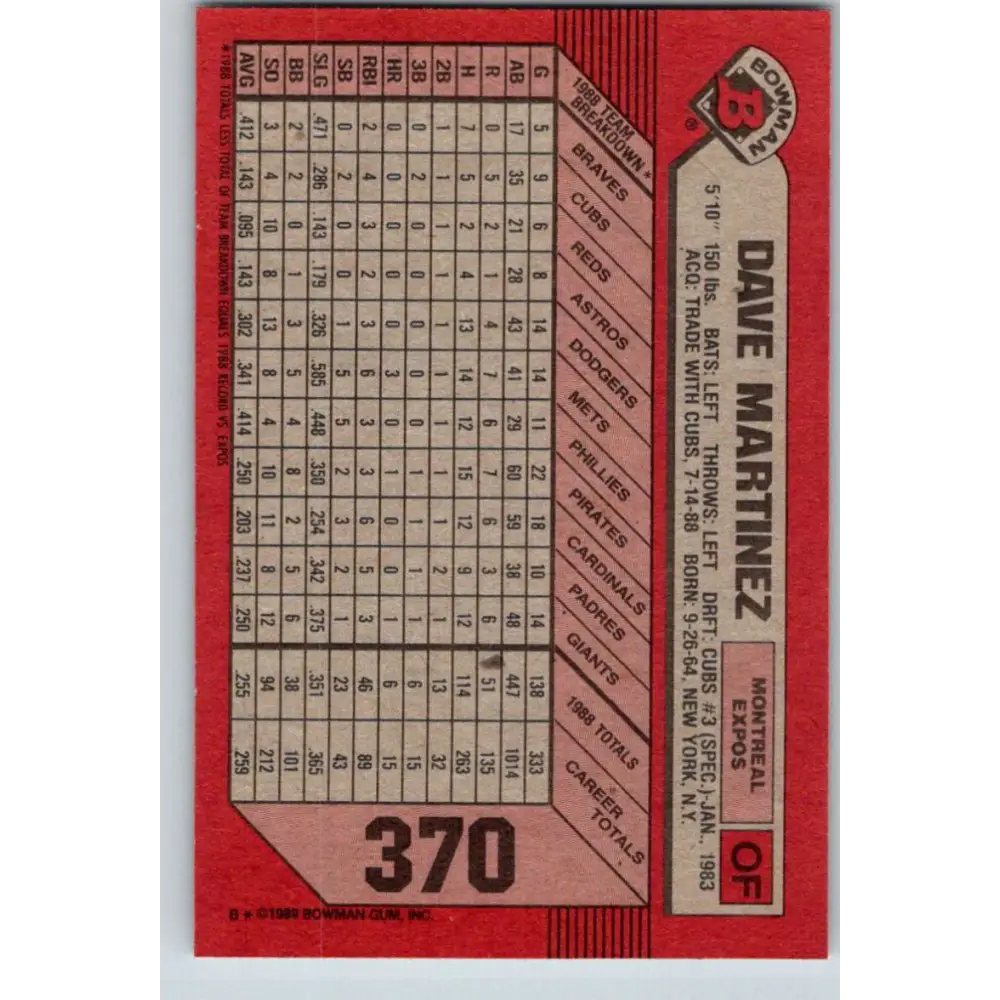 BOWMAN
B
®
DAVE MARTINEZ
MONTREAL
EXPOS
OF
5'10" 150 lbs. BATS: LEFT THROWS: LEFT DRFT: CUBS #3 (SPEC.)-JAN., 1983
ACQ: TRADE WITH CUBS, 7-14-88 BORN: 9-26-64, NEW YORK, N.Y.
1988 TEAM
BREAKDOWN*
BRAVES
CUBS
REDS
ASTROS
DODGERS
METS
PHILLIES
PIRATES
CARDINALS
PADRES
GIANTS
1988 TOTALS
CAREER
TOTALS
G 5 9 6 8 14 14 11 22 18 10 14 138 333
AB 17 35 21 28 43 41 29 60 59 38 48 447 1014
R 0 5 2 1 4 7 6 7 6 3 6 51 135
H 7 5 2 4 13 14 12 15 12 9 12 114 263
2B 1 1 1 1 1 1 1 1 1 2 1 13 32
3B 0 2 0 0 0 0 0 1 1 1 1 6 15
HR 0 0 0 0 0 3 0 1 0 0 1 6 15
RBI 2 4 3 2 3 6 3 3 6 5 3 46 89
SB 0 2 0 0 1 5 5 2 3 2 1 23 43
SLG .471 .286 .143 .179 .326 .585 .448 .350 .254 .342 .375 .351 .365
BB 2 2 0 1 3 5 4 8 2 5 6 38 101
SO 3 4 10 8 13 8 4 10 11 8 12 94 212
AVG .412 .143 .095 .143 .302 .341 .414 .250 .203 .237 .250 .255 .259
*1988 TOTALS LESS TOTAL OF TEAM BREAKDOWN EQUALS 1988 RECORD VS EXPOS
370
B * ©1989 BOWMAN GUM, INC.